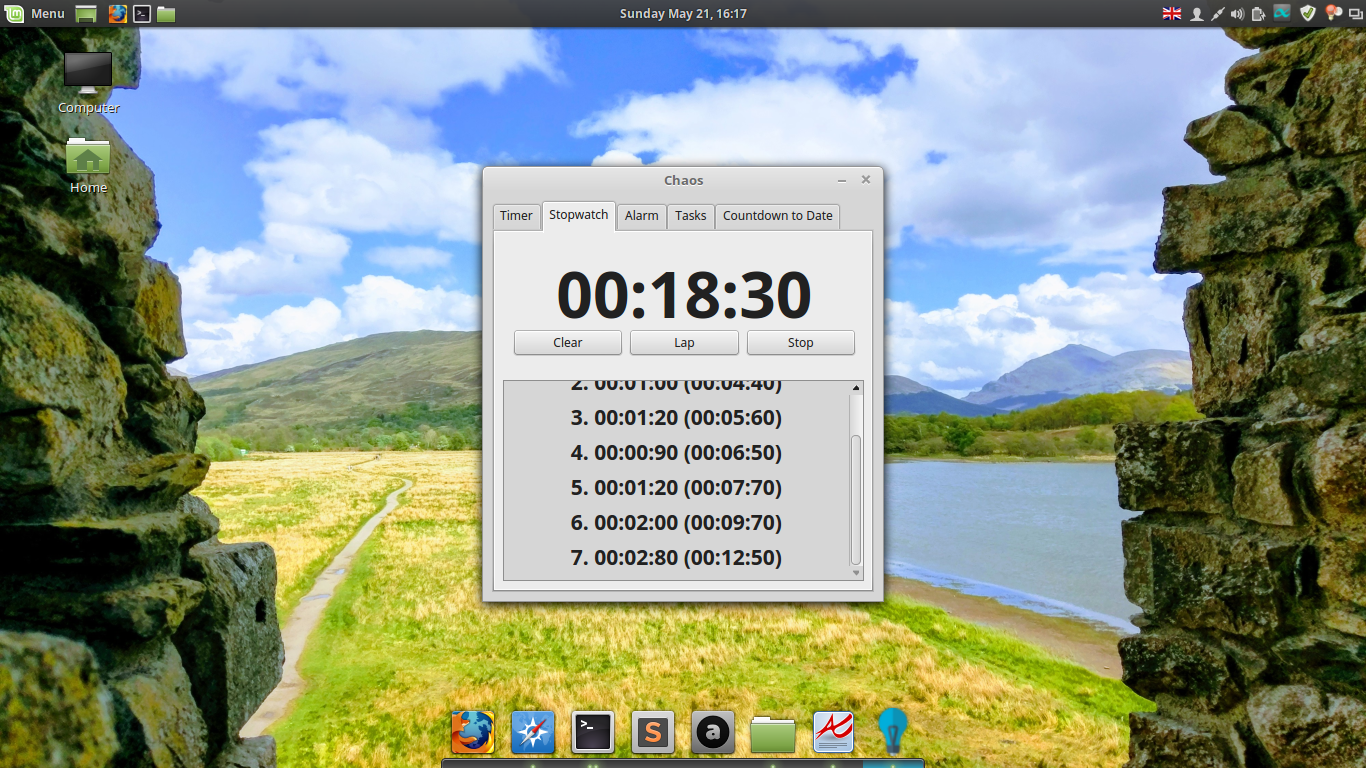 Menu
Sunday May 21, 16:17
Computer
Home
Chaos
Timer Stopwatch Alarm Tasks Countdown to Date
00:18:30
Clear Lap Stop
2. 00:01:00 (00:04:40)
3. 00:01:20 (00:05:60)
4. 00:00:90 (00:06:50)
5. 00:01:20 (00:07:70)
6. 00:02:00 (00:09:70)
7. 00:02:80 (00:12:50)
>_ S a